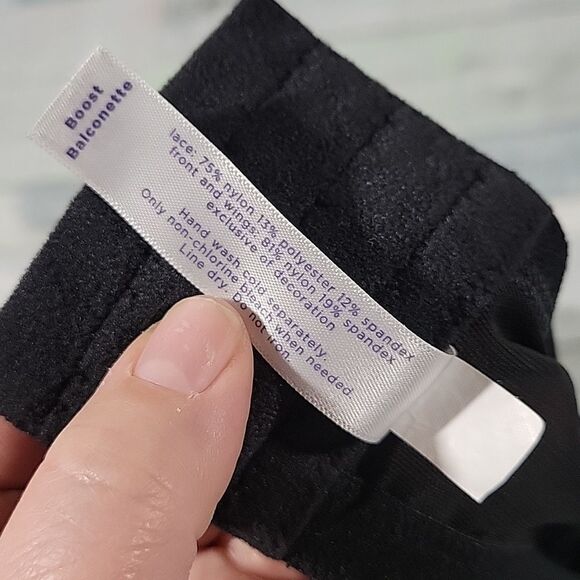 Boost
Balconette
lace: 75% nylon 13% polyester 12% spandex
front and wings: 81% nylon 19% spandex
exclusive of decoration
Hand wash cold separately.
Only non-chlorine bleach when needed.
Line dry. Do not iron.